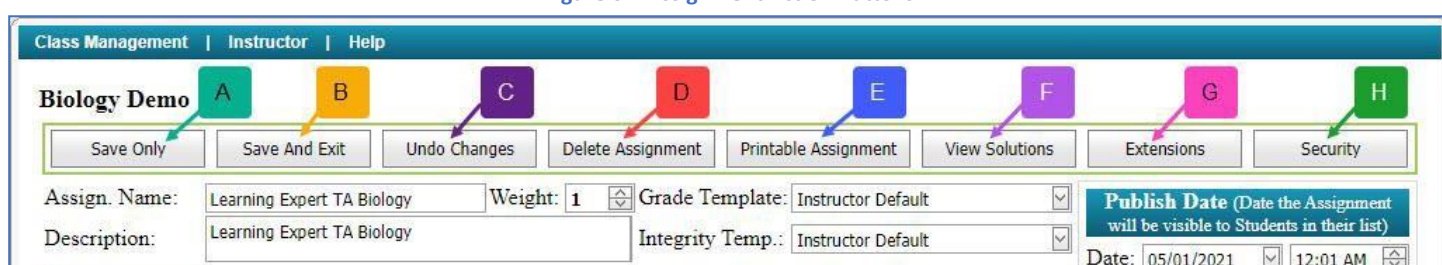 Class Management | Instructor | Help
A B C D E F G H
Biology Demo
Save Only Save And Exit Undo Changes Delete Assignment Printable Assignment View Solutions Extensions Security
Assign. Name: Learning Expert TA Biology Weight: 1 Grade Template: Instructor Default
Publish Date (Date the Assignment
will be visible to Students in their list)
Description: Learning Expert TA Biology Integrity Temp.: Instructor Default
Date: 05/01/2021 12:01 AM